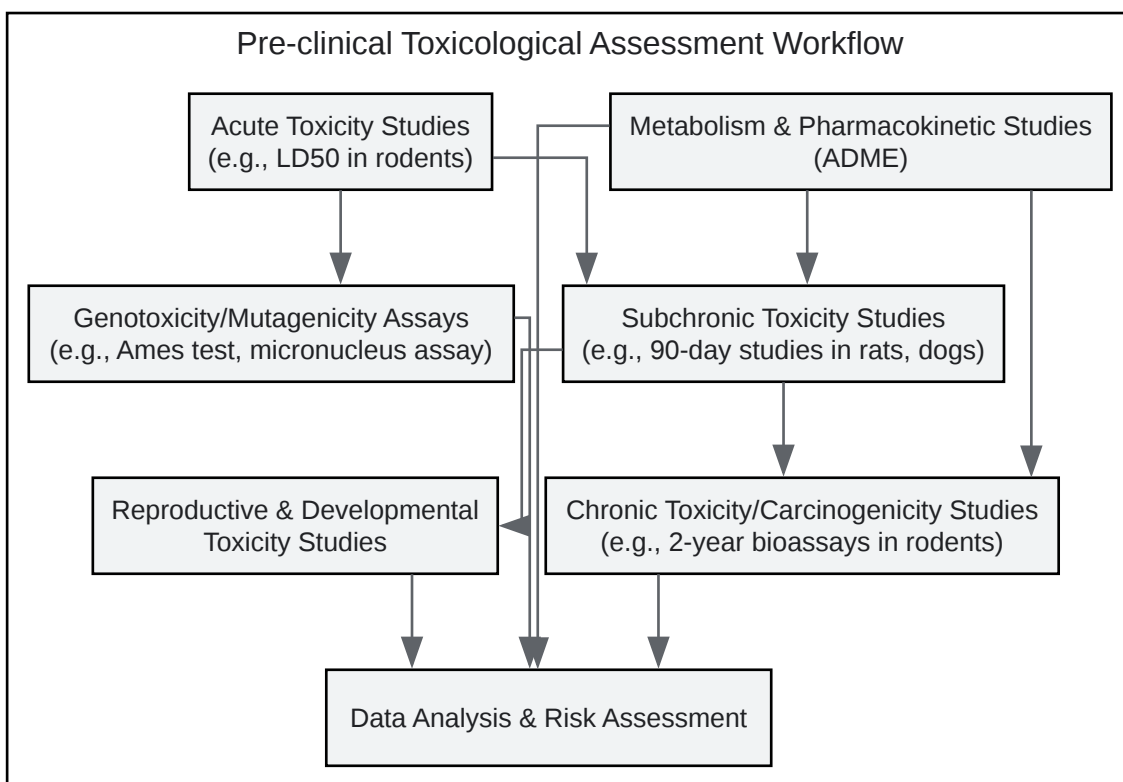 Pre-clinical Toxicological Assessment Workflow
Acute Toxicity Studies
(e.g., LD50 in rodents)
Metabolism & Pharmacokinetic Studies
(ADME)
Genotoxicity/Mutagenicity Assays
(e.g., Ames test, micronucleus assay)
Subchronic Toxicity Studies
(e.g., 90-day studies in rats, dogs)
Reproductive & Developmental
Toxicity Studies
Chronic Toxicity/Carcinogenicity Studies
(e.g., 2-year bioassays in rodents)
Data Analysis & Risk Assessment